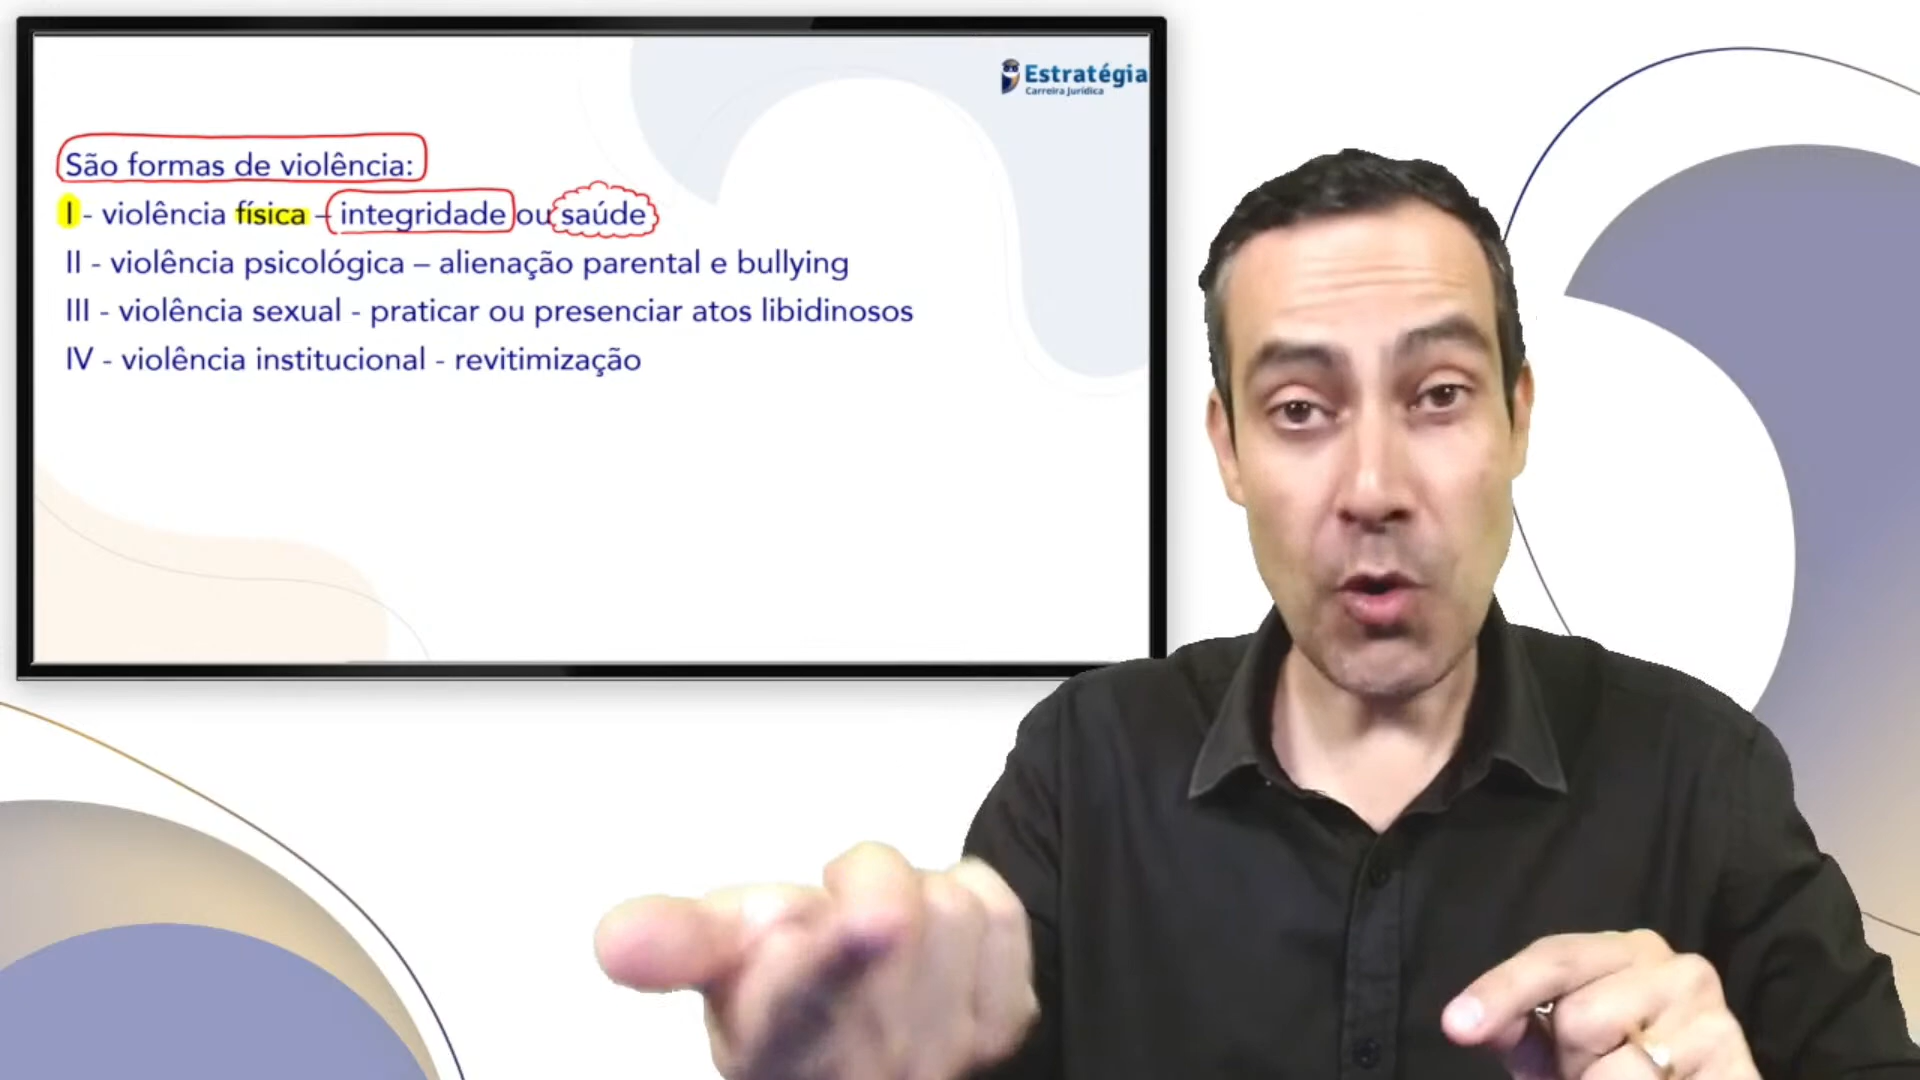 Estratégia
Carreira Jurídica
São formas de violência:
I - violência física – integridade ou saúde
II - violência psicológica – alienação parental e bullying
III - violência sexual - praticar ou presenciar atos libidinosos
IV - violência institucional - revitimização